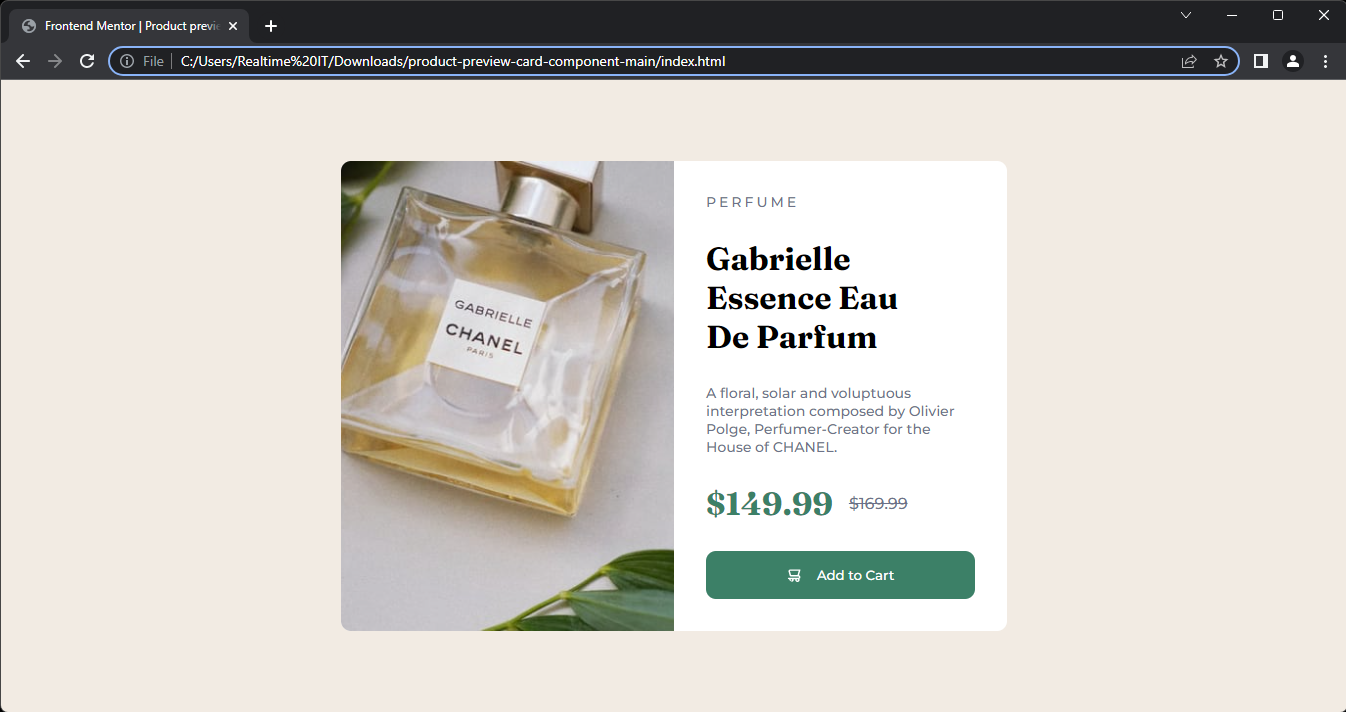 Frontend Mentor | Product previe
File
C:/Users/Realtime%20IT/Downloads/product-preview-card-component-main/index.html
GABRIELLE
CHANEL
PARIS
PERFUME
Gabrielle
Essence Eau
De Parfum
A floral, solar and voluptuous
interpretation composed by Olivier
Polge, Perfumer-Creator for the
House of CHANEL.
$149.99 $169.99
Add to Cart